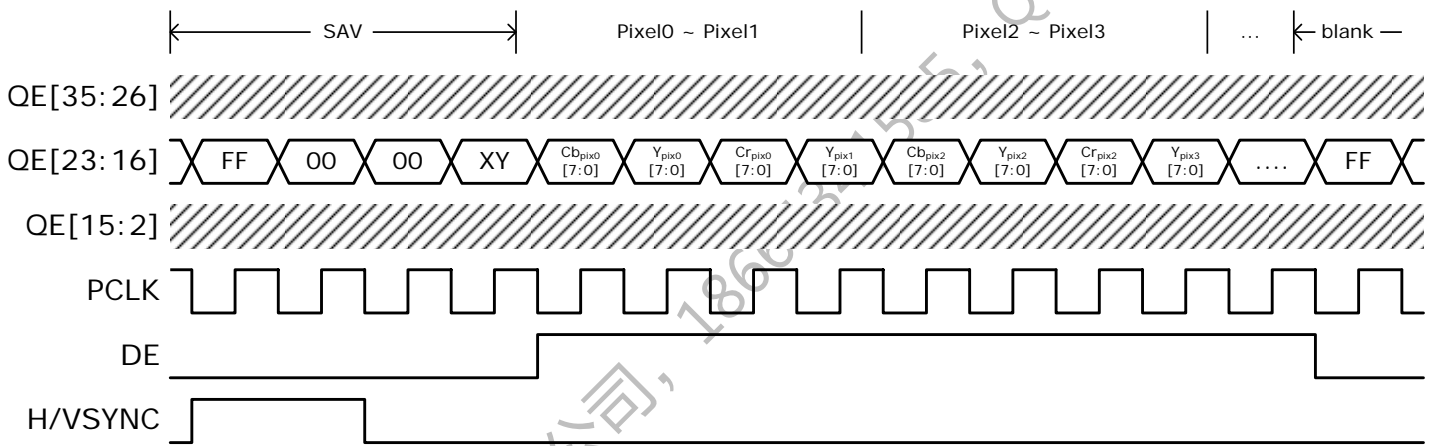 SAV Pixel0 ~ Pixel1 Pixel2 ~ Pixel3 ... blank
QE[35:26]
QE[23:16] FF 00 00 XY Cbpix0 [7:0] Ypix0 [7:0] Crpix0 [7:0] Ypix1 [7:0] Cbpix2 [7:0] Ypix2 [7:0] Crpix2 [7:0] Ypix3 [7:0] .... FF
QE[15:2]
PCLK
DE
H/VSYNC